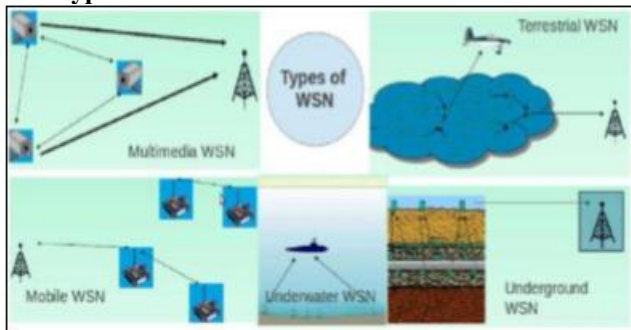 Terrestrial WSN
Types of
WSN
Multimedia WSN
Mobile WSN
Underwater WSN
Underground
WSN